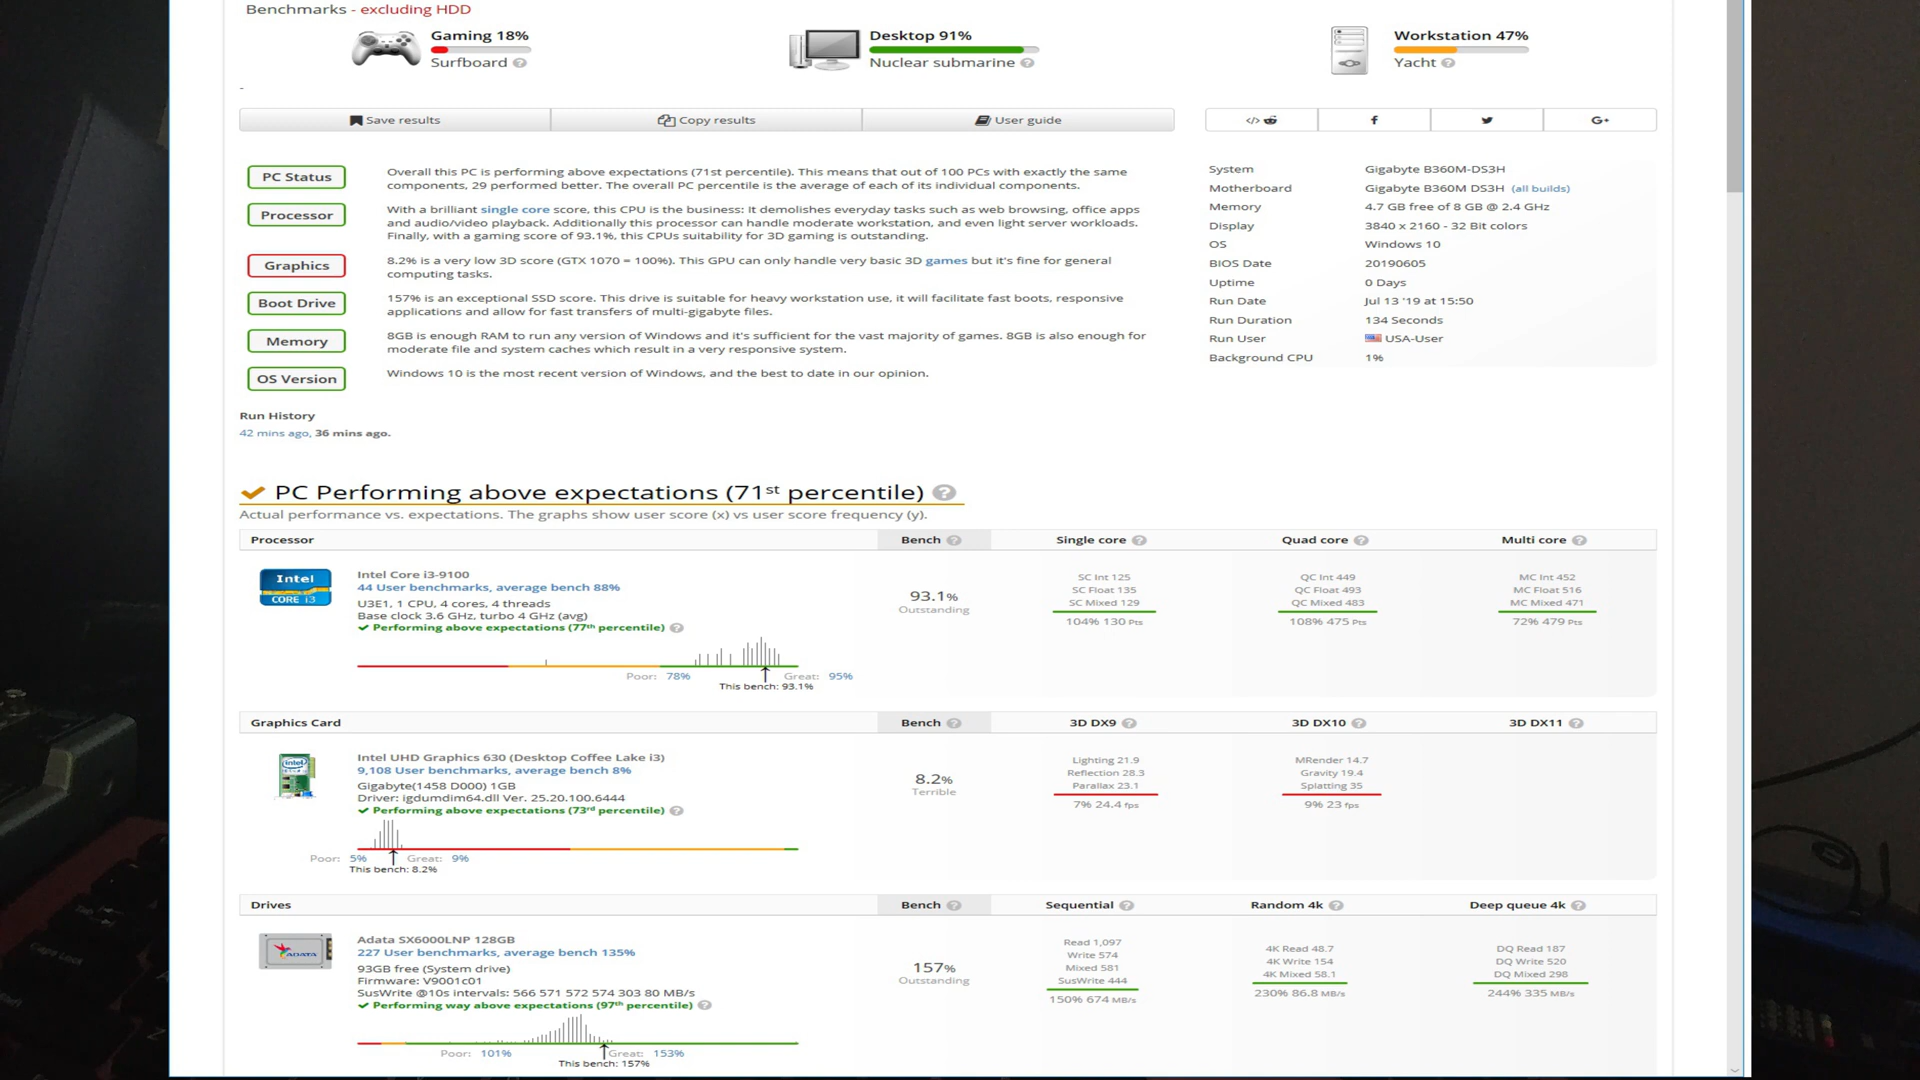 Benchmarks - excluding HDD
Gaming 18%
Surfboard
Desktop 91%
Nuclear submarine
Workstation 47%
Yacht
-
Save results
Copy results
User guide
PC Status
Overall this PC is performing above expectations (71st percentile). This means that out of 100 PCs with exactly the same
components, 29 performed better. The overall PC percentile is the average of each of its individual components.
Processor
With a brilliant single core score, this CPU is the business: It demolishes everyday tasks such as web browsing, office apps
and audio/video playback. Additionally this processor can handle moderate workstation, and even light server workloads.
Finally, with a gaming score of 93.1%, this CPUs suitability for 3D gaming is outstanding.
Graphics
8.2% is a very low 3D score (GTX 1070 = 100%). This GPU can only handle very basic 3D games but it's fine for general
computing tasks.
Boot Drive
157% is an exceptional SSD score. This drive is suitable for heavy workstation use, it will facilitate fast boots, responsive
applications and allow for fast transfers of multi-gigabyte files.
Memory
8GB is enough RAM to run any version of Windows and it's sufficient for the vast majority of games. 8GB is also enough for
moderate file and system caches which result in a very responsive system.
OS Version
Windows 10 is the most recent version of Windows, and the best to date in our opinion.
System Gigabyte B360M-DS3H
Motherboard Gigabyte B360M DS3H (all builds)
Memory 4.7 GB free of 8 GB @ 2.4 GHz
Display 3840 x 2160 - 32 Bit colors
OS Windows 10
BIOS Date 20190605
Uptime 0 Days
Run Date Jul 13 '19 at 15:50
Run Duration 134 Seconds
Run User USA-User
Background CPU 1%
Run History
42 mins ago, 36 mins ago.
PC Performing above expectations (71st percentile)
Actual performance vs. expectations. The graphs show user score (x) vs user score frequency (y).
Processor Bench Single core Quad core Multi core
Intel CORE i3
Intel Core i3-9100
44 User benchmarks, average bench 88%
U3E1, 1 CPU, 4 cores, 4 threads
Base clock 3.6 GHz, turbo 4 GHz (avg)
Performing above expectations (77th percentile)
Poor: 78%
Great: 95%
This bench: 93.1%
93.1%
Outstanding
SC Int 125
SC Float 135
SC Mixed 129
104% 130 Pts
QC Int 449
QC Float 493
QC Mixed 483
108% 475 Pts
MC Int 452
MC Float 516
MC Mixed 471
72% 479 Pts
Graphics Card Bench 3D DX9 3D DX10 3D DX11
intel
Intel UHD Graphics 630 (Desktop Coffee Lake i3)
9,108 User benchmarks, average bench 8%
Gigabyte(1458 D000) 1GB
Driver: igdumdim64.dll Ver. 25.20.100.6444
Performing above expectations (73rd percentile)
Poor: 5%
Great: 9%
This bench: 8.2%
8.2%
Terrible
Lighting 21.9
Reflection 28.3
Parallax 23.1
7% 24.4 fps
MRender 14.7
Gravity 19.4
Splatting 35
9% 23 fps
Drives Bench Sequential Random 4k Deep queue 4k
ADATA
Adata SX6000LNP 128GB
227 User benchmarks, average bench 135%
93GB free (System drive)
Firmware: V9001c01
SusWrite @10s intervals: 566 571 572 574 303 80 MB/s
Performing way above expectations (97th percentile)
Poor: 101%
Great: 153%
This bench: 157%
157%
Outstanding
Read 1,097
Write 574
Mixed 581
SusWrite 444
150% 674 MB/s
4K Read 48.7
4K Write 154
4K Mixed 58.1
230% 86.8 MB/s
DQ Read 187
DQ Write 520
DQ Mixed 298
244% 335 MB/s
Caps Lock